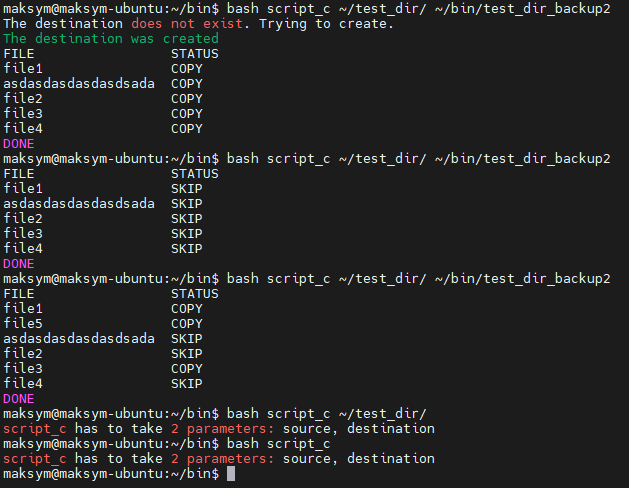 maksym@maksym-ubuntu:~/bin$ bash script_c ~/test_dir/ ~/bin/test_dir_backup2
The destination does not exist. Trying to create.
The destination was created
FILE STATUS
file1 COPY
asdasdasdasdasdsada COPY
file2 COPY
file3 COPY
file4 COPY
DONE
maksym@maksym-ubuntu:~/bin$ bash script_c ~/test_dir/ ~/bin/test_dir_backup2
FILE STATUS
file1 SKIP
asdasdasdasdasdsada SKIP
file2 SKIP
file3 SKIP
file4 SKIP
DONE
maksym@maksym-ubuntu:~/bin$ bash script_c ~/test_dir/ ~/bin/test_dir_backup2
FILE STATUS
file1 COPY
file5 COPY
asdasdasdasdasdsada SKIP
file2 SKIP
file3 COPY
file4 SKIP
DONE
maksym@maksym-ubuntu:~/bin$ bash script_c ~/test_dir/
script_c has to take 2 parameters: source, destination
maksym@maksym-ubuntu:~/bin$ bash script_c
script_c has to take 2 parameters: source, destination
maksym@maksym-ubuntu:~/bin$